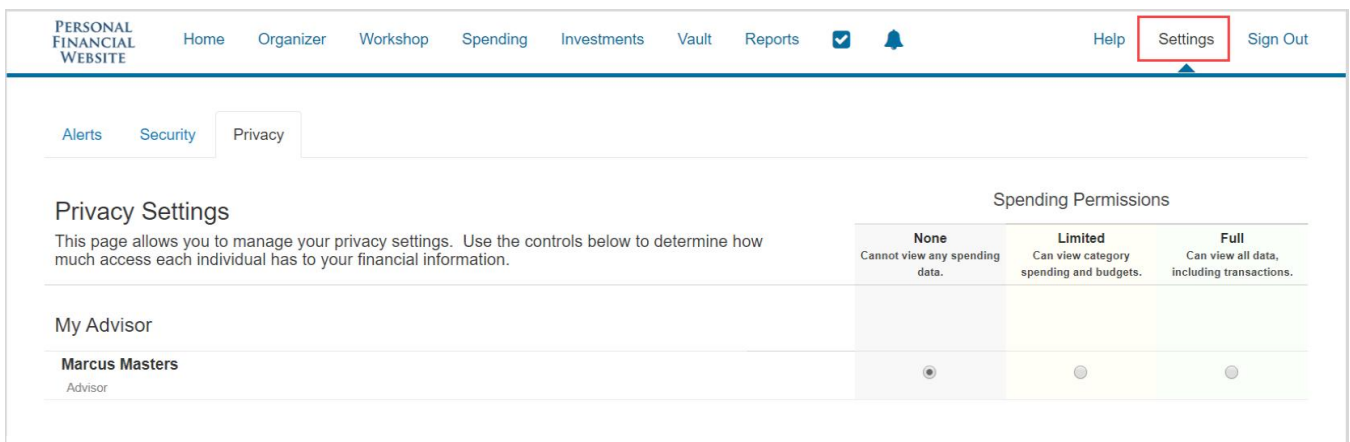 PERSONAL
FINANCIAL
WEBSITE
Home Organizer Workshop Spending Investments Vault Reports Help Settings Sign Out
Alerts Security Privacy
Privacy Settings
This page allows you to manage your privacy settings. Use the controls below to determine how
much access each individual has to your financial information.
Spending Permissions
None
Cannot view any spending
data.
Limited
Can view category
spending and budgets.
Full
Can view all data,
including transactions.
My Advisor
Marcus Masters
Advisor